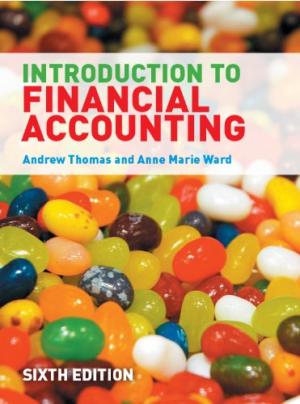 INTRODUCTION TO
FINANCIAL
ACCOUNTING
Andrew Thomas and Anne Marie Ward
SIXTH EDITION